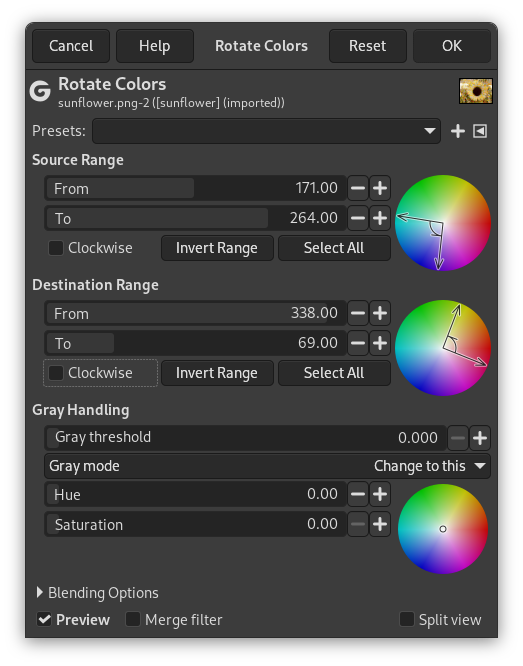 Cancel Help Rotate Colors Reset OK
Rotate Colors
sunflower.png-2 ([sunflower] (imported))
Presets:
Source Range
From 171.00
To 264.00
Clockwise Invert Range Select All
Destination Range
From 338.00
To 69.00
Clockwise Invert Range Select All
Gray Handling
Gray threshold 0.000
Gray mode Change to this
Hue 0.00
Saturation 0.00
Blending Options
Preview Merge filter Split view